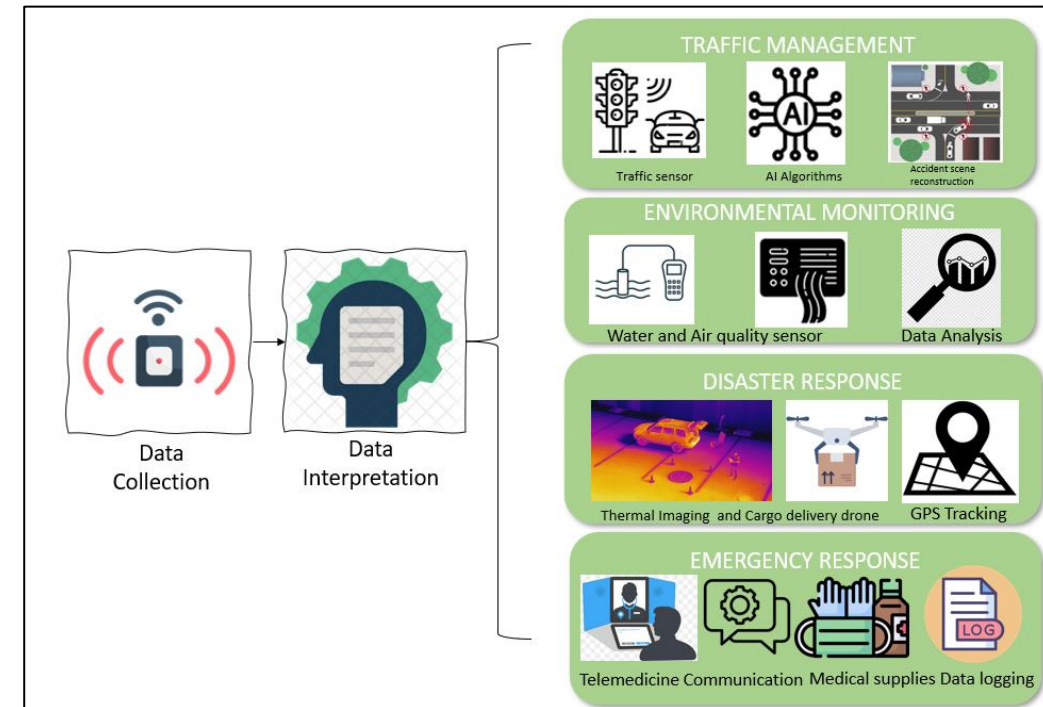 Data
Collection
Data
Interpretation
TRAFFIC MANAGEMENT
AI
Traffic sensor
AI Algorithms
Accident scene
reconstruction
ENVIRONMENTAL MONITORING
Water and Air quality sensor
Data Analysis
DISASTER RESPONSE
Thermal Imaging and Cargo delivery drone
GPS Tracking
EMERGENCY RESPONSE
LOG
Telemedicine Communication Medical supplies Data logging